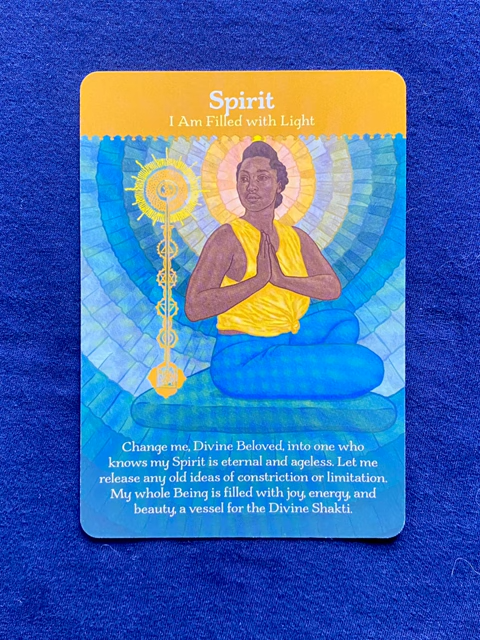 Spirit
I Am Filled with Light
Change me, Divine Beloved, into one who
knows my Spirit is eternal and ageless. Let me
release any old ideas of constriction or limitation.
My whole Being is filled with joy, energy, and
beauty, a vessel for the Divine Shakti.